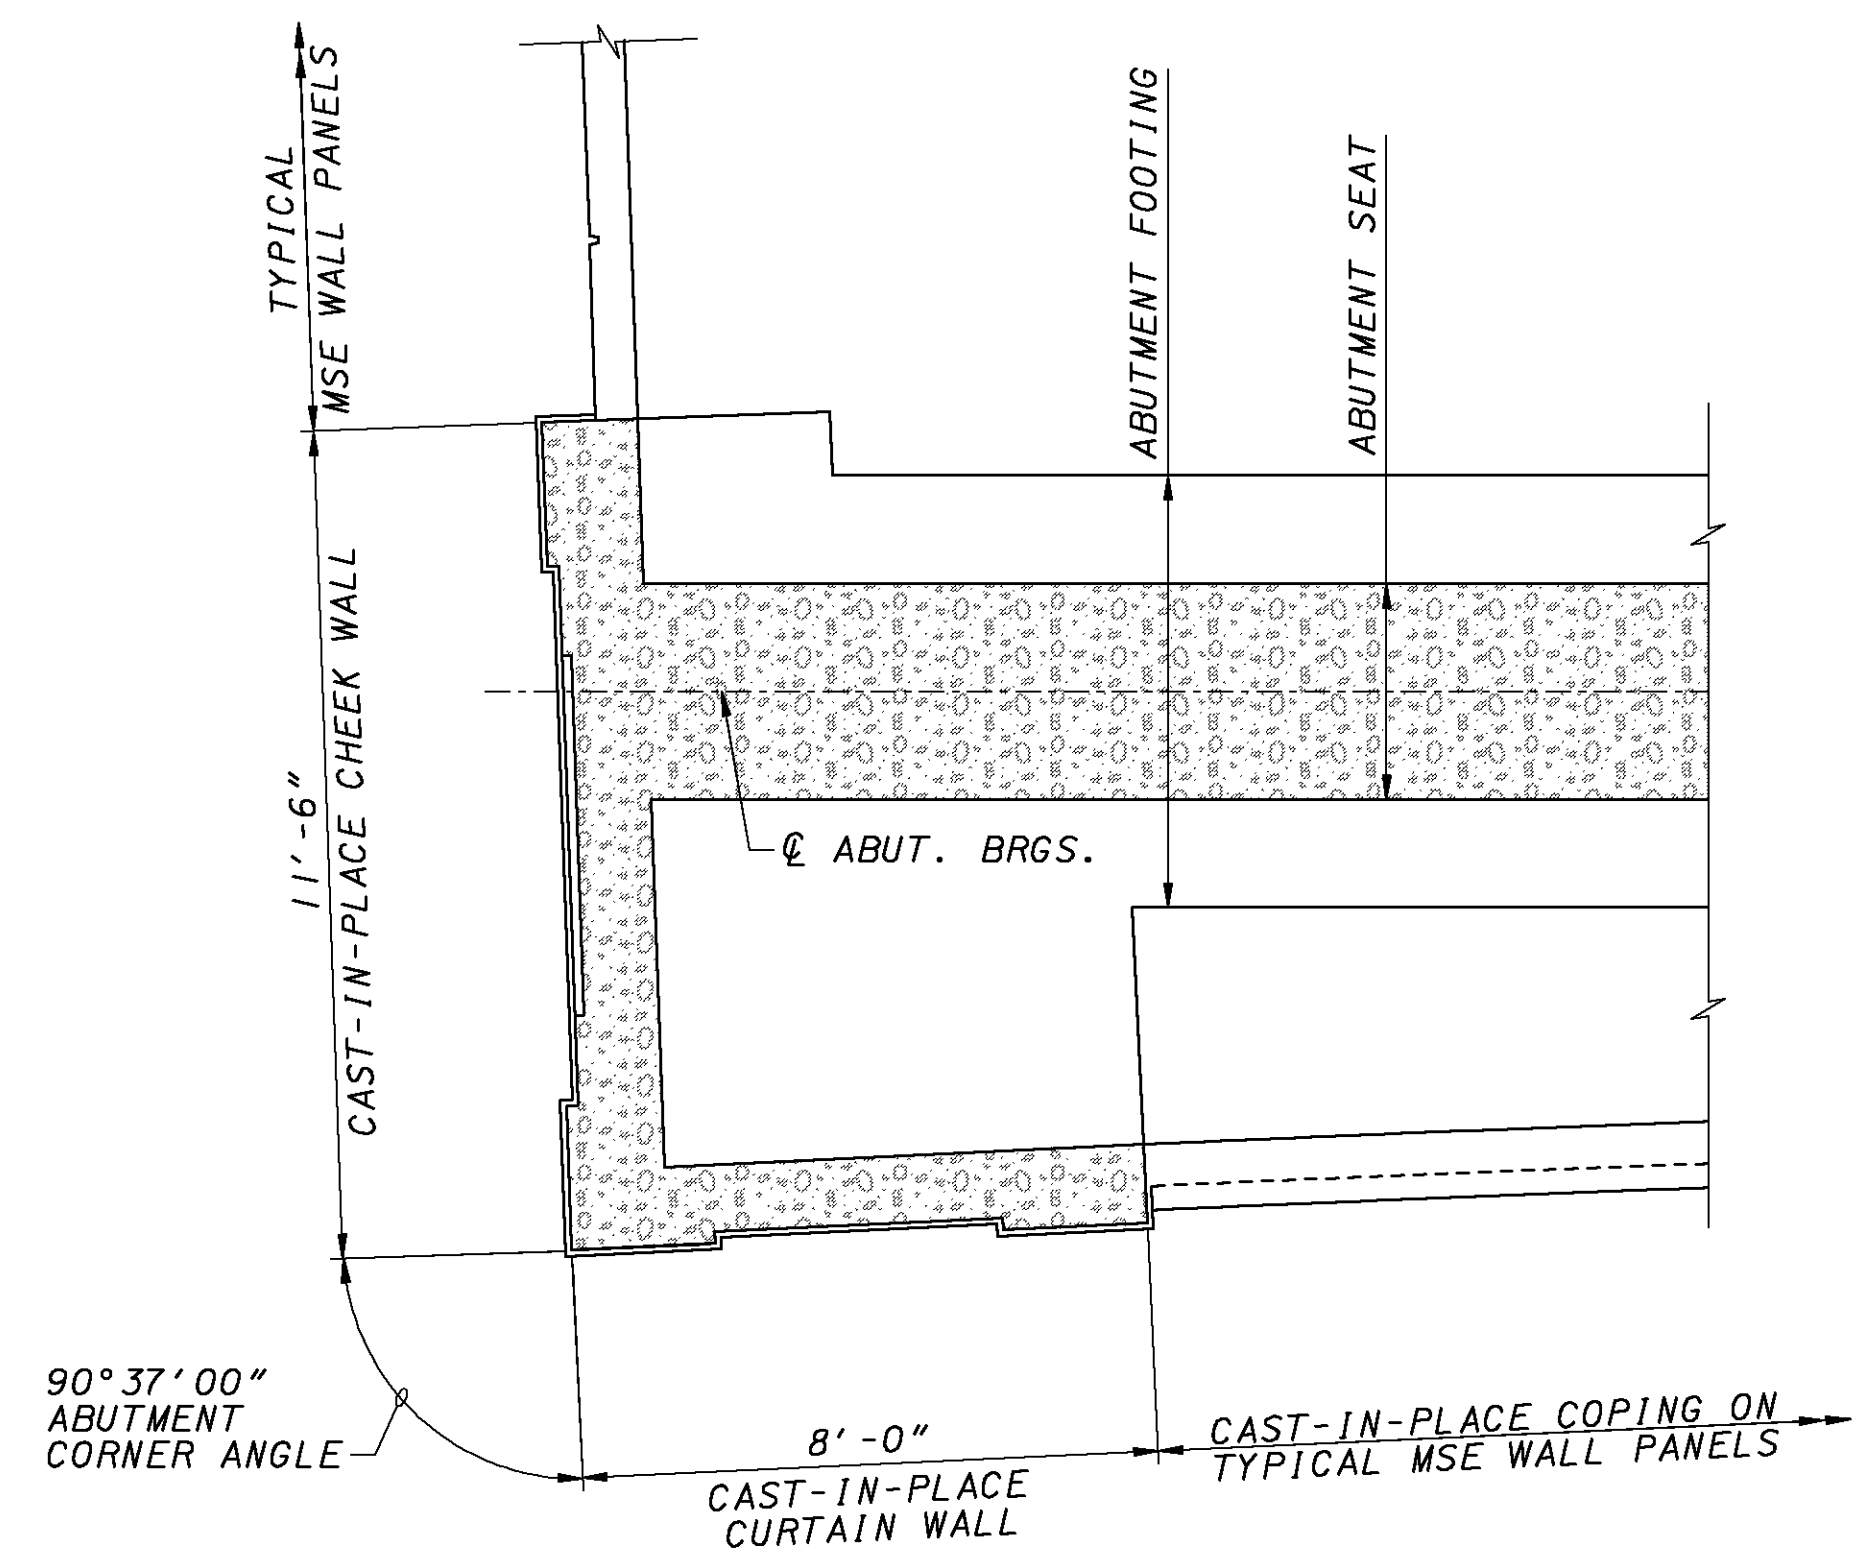 TYPICAL
MSE WALL PANELS
ABUTMENT FOOTING
ABUTMENT SEAT
11'-6"
CAST-IN-PLACE CHEEK WALL
℄ ABUT. BRGS.
90°37'00"
ABUTMENT
CORNER ANGLE
8'-0"
CAST-IN-PLACE
CURTAIN WALL
CAST-IN-PLACE COPING ON
TYPICAL MSE WALL PANELS